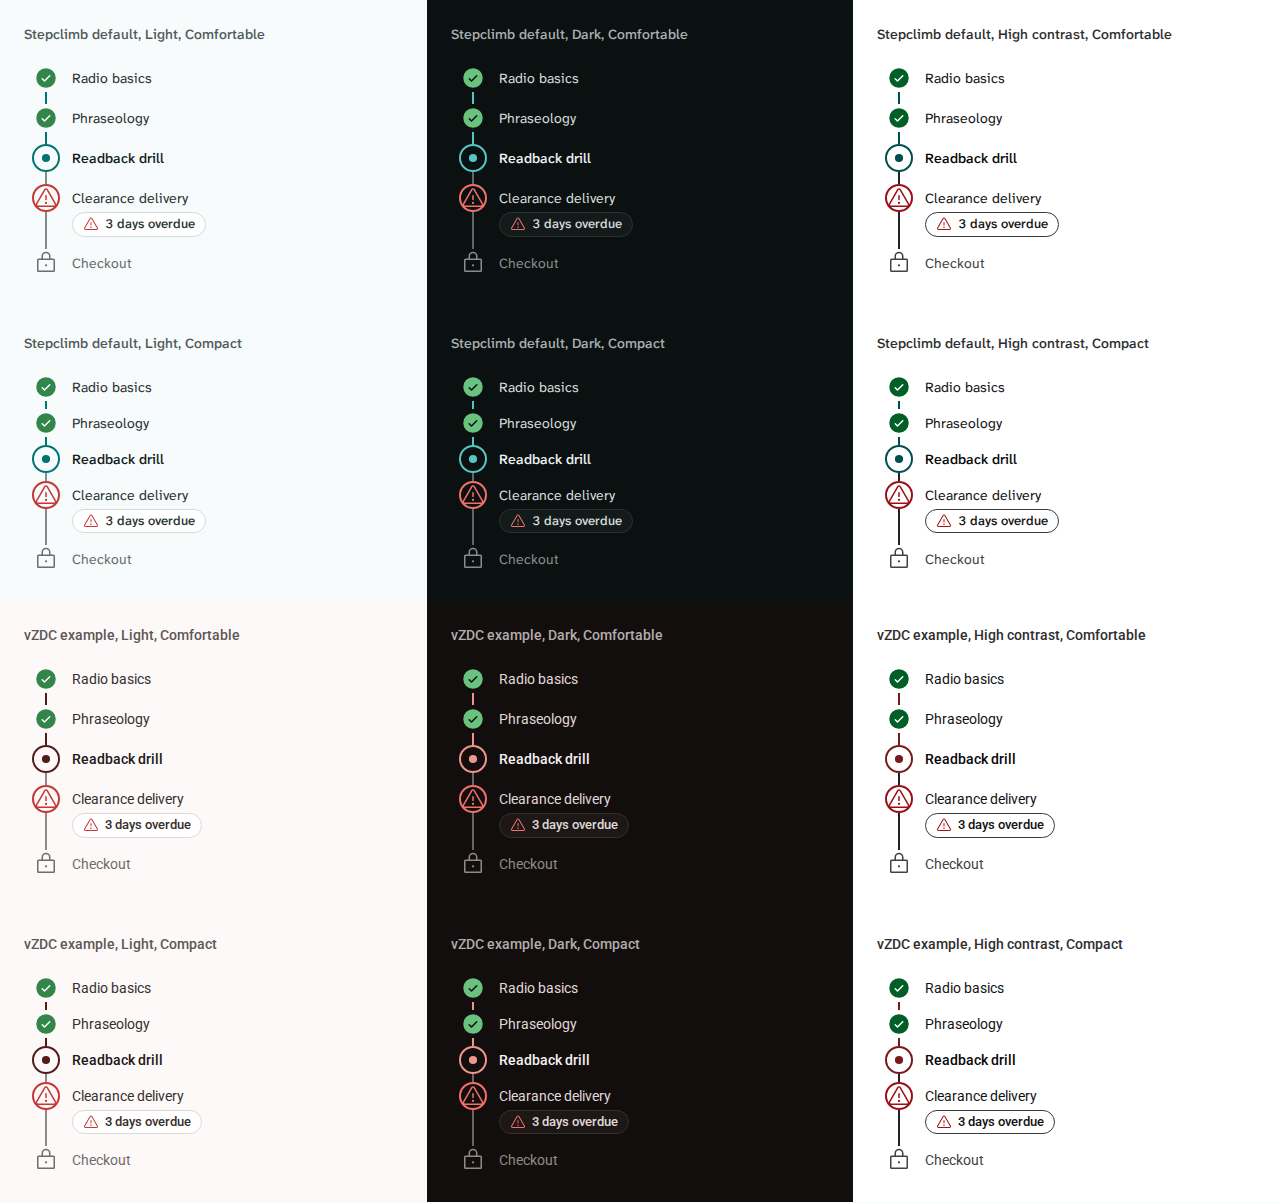 Stepclimb default, Light, Comfortable
Radio basics
Phraseology
Readback drill
Clearance delivery
3 days overdue
Checkout
Stepclimb default, Dark, Comfortable
Radio basics
Phraseology
Readback drill
Clearance delivery
3 days overdue
Checkout
Stepclimb default, High contrast, Comfortable
Radio basics
Phraseology
Readback drill
Clearance delivery
3 days overdue
Checkout
Stepclimb default, Light, Compact
Radio basics
Phraseology
Readback drill
Clearance delivery
3 days overdue
Checkout
Stepclimb default, Dark, Compact
Radio basics
Phraseology
Readback drill
Clearance delivery
3 days overdue
Checkout
Stepclimb default, High contrast, Compact
Radio basics
Phraseology
Readback drill
Clearance delivery
3 days overdue
Checkout
vZDC example, Light, Comfortable
Radio basics
Phraseology
Readback drill
Clearance delivery
3 days overdue
Checkout
vZDC example, Dark, Comfortable
Radio basics
Phraseology
Readback drill
Clearance delivery
3 days overdue
Checkout
vZDC example, High contrast, Comfortable
Radio basics
Phraseology
Readback drill
Clearance delivery
3 days overdue
Checkout
vZDC example, Light, Compact
Radio basics
Phraseology
Readback drill
Clearance delivery
3 days overdue
Checkout
vZDC example, Dark, Compact
Radio basics
Phraseology
Readback drill
Clearance delivery
3 days overdue
Checkout
vZDC example, High contrast, Compact
Radio basics
Phraseology
Readback drill
Clearance delivery
3 days overdue
Checkout